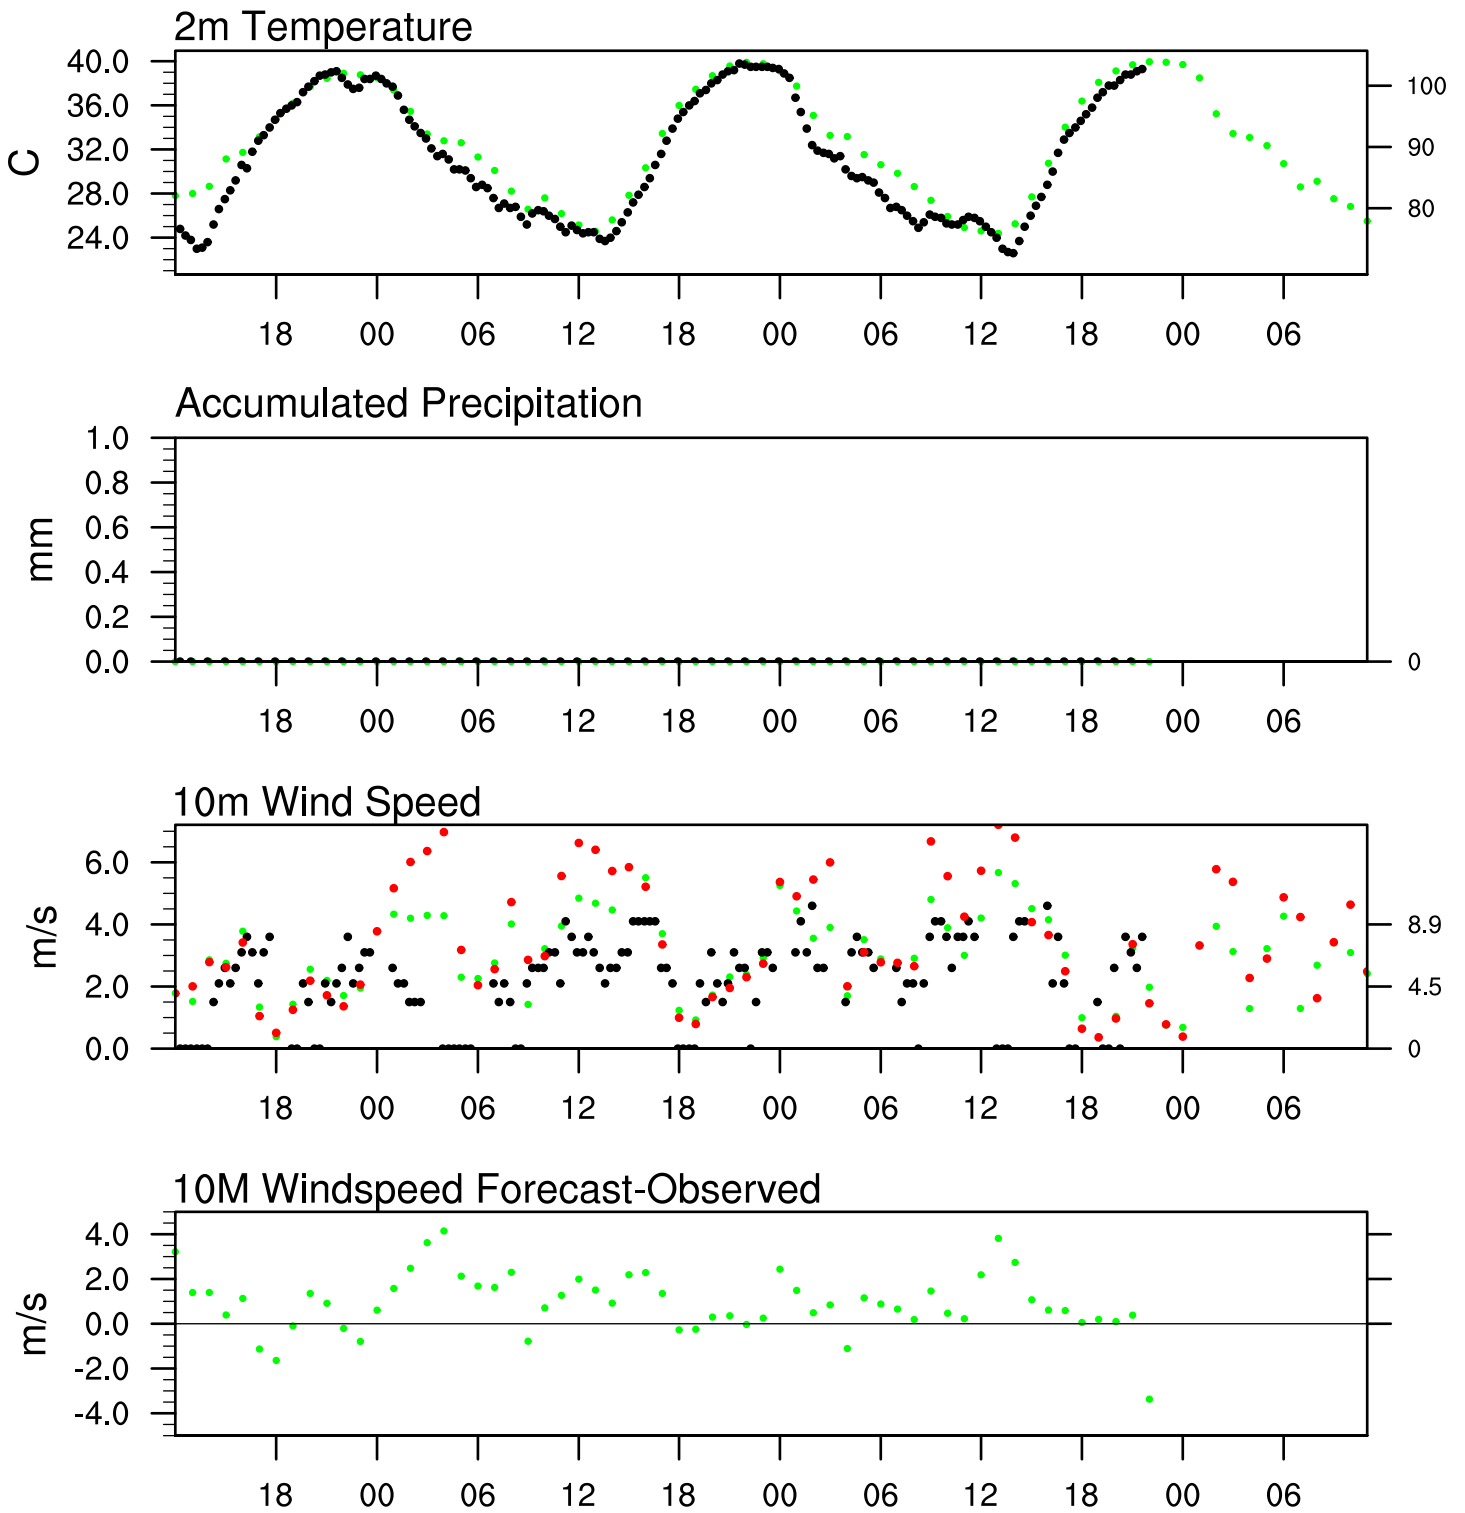 2m Temperature
C
40.0
36.0
32.0
28.0
24.0
100
90
80
18 00 06 12 18 00 06 12 18 00 06
Accumulated Precipitation
mm
1.0
0.8
0.6
0.4
0.2
0.0
0
18 00 06 12 18 00 06 12 18 00 06
10m Wind Speed
m/s
6.0
4.0
2.0
0.0
8.9
4.5
0
18 00 06 12 18 00 06 12 18 00 06
10M Windspeed Forecast-Observed
m/s
4.0
2.0
0.0
-2.0
-4.0
18 00 06 12 18 00 06 12 18 00 06